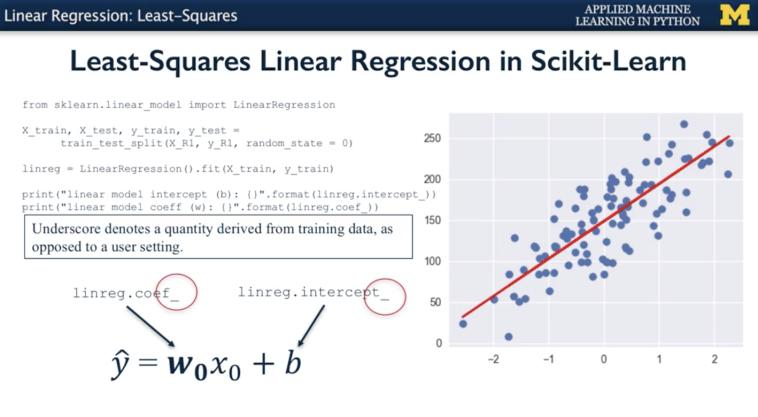 Linear Regression: Least-Squares
APPLIED MACHINE
LEARNING IN PYTHON
M
Least-Squares Linear Regression in Scikit-Learn
from sklearn.linear_model import LinearRegression
X_train, X_test, y_train, y_test =
train_test_split(X_R1, y_R1, random_state = 0)
linreg = LinearRegression().fit(X_train, y_train)
print("linear model intercept (b): {}".format(linreg.intercept_))
print("linear model coeff (w): {}".format(linreg.coef_))
Underscore denotes a quantity derived from training data, as
opposed to a user setting.
linreg.coef_ linreg.intercept_
ŷ = w₀x₀ + b
250
200
150
100
50
0
−2 −1 0 1 2